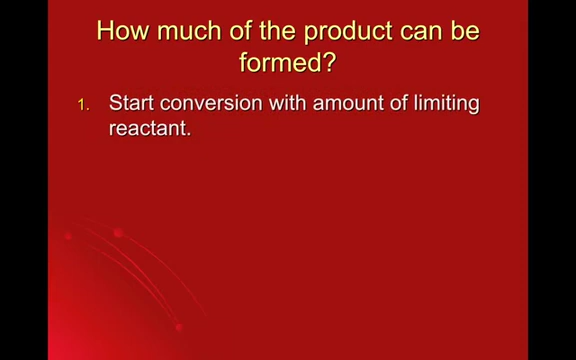 How much of the product can be
formed?
1. Start conversion with amount of limiting
reactant.